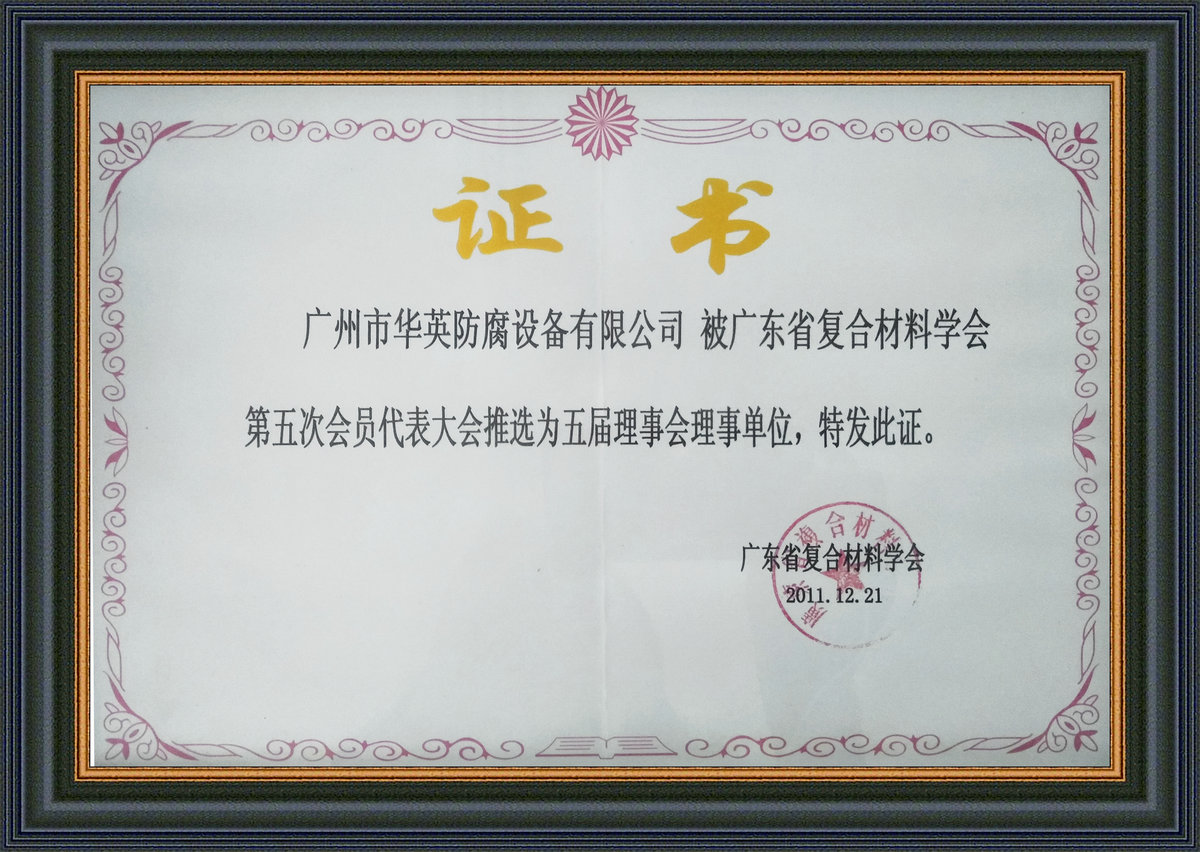 证 书
广州市华英防腐设备有限公司 被广东省复合材料学会
第五次会员代表大会推选为五届理事会理事单位，特发此证。
广东省复合材料学会
2011.12.21